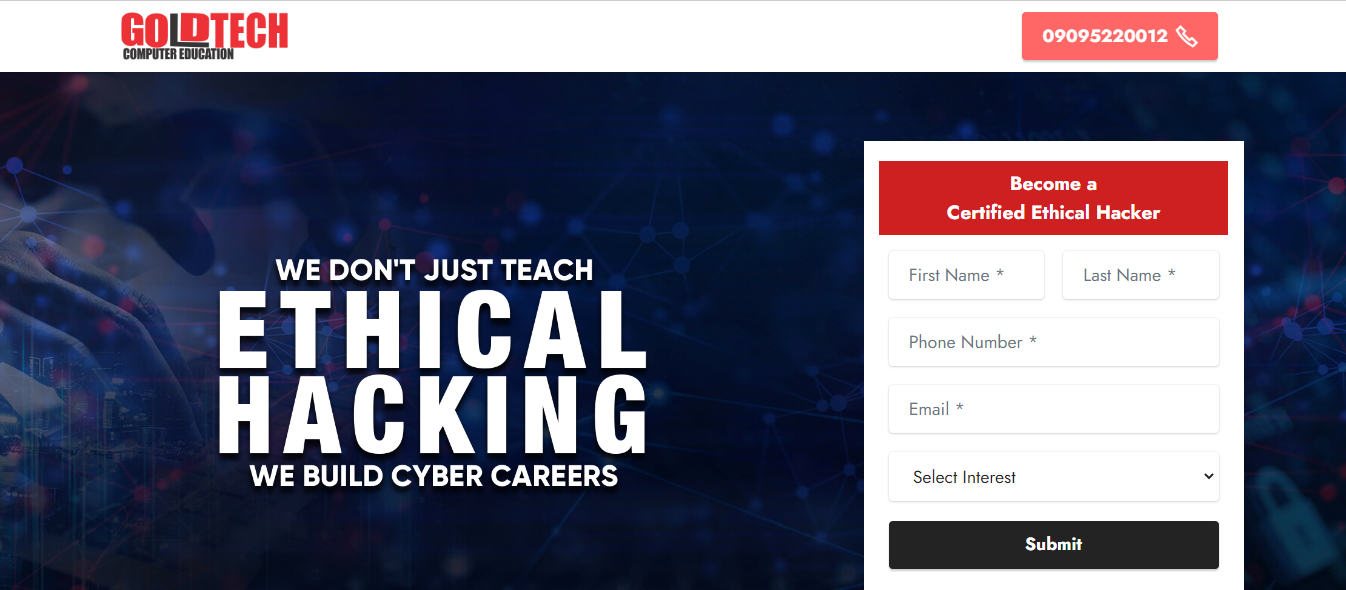 GOLDTECH
COMPUTER EDUCATION
09095220012
WE DON'T JUST TEACH
ETHICAL
HACKING
WE BUILD CYBER CAREERS
Become a
Certified Ethical Hacker
First Name *
Last Name *
Phone Number *
Email *
Select Interest
Submit